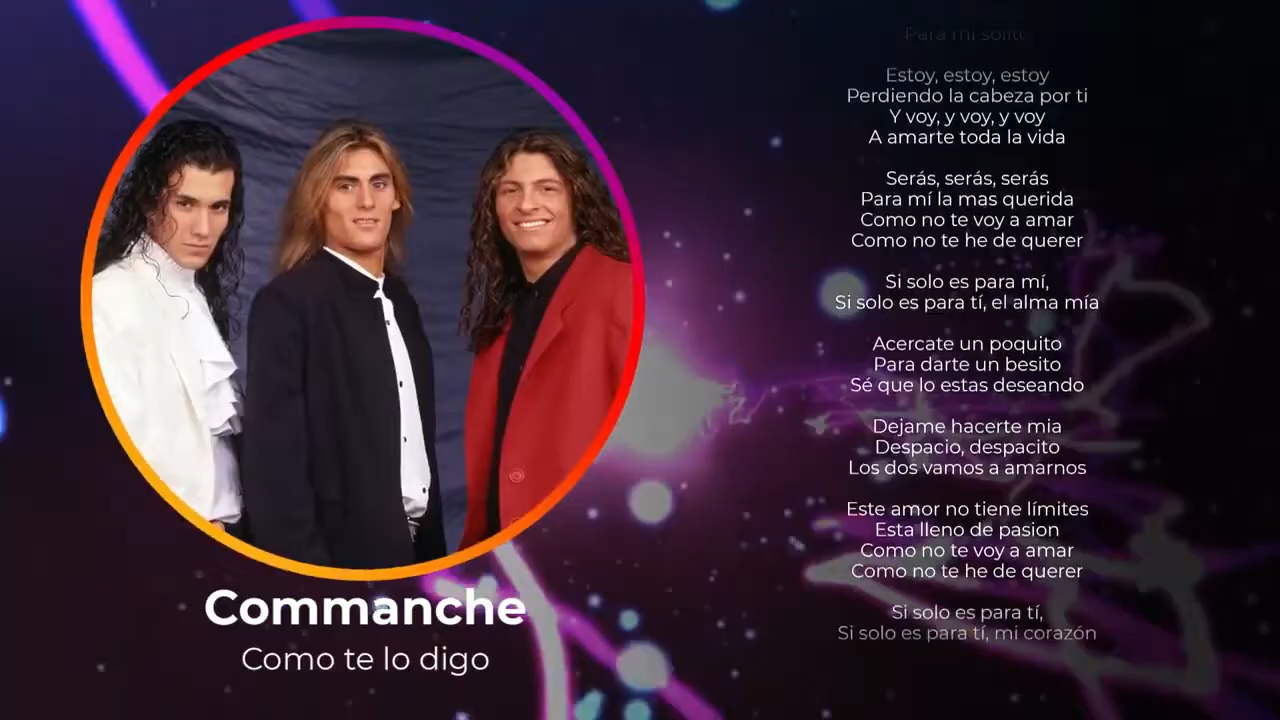 Para mi solito
Estoy, estoy, estoy
Perdiendo la cabeza por ti
Y voy, y voy, y voy
A amarte toda la vida
Serás, serás, serás
Para mí la mas querida
Como no te voy a amar
Como no te he de querer
Si solo es para mí,
Si solo es para tí, el alma mía
Acercate un poquito
Para darte un besito
Sé que lo estas deseando
Dejame hacerte mia
Despacio, despacito
Los dos vamos a amarnos
Este amor no tiene límites
Esta lleno de pasion
Como no te voy a amar
Como no te he de querer
Si solo es para tí,
Si solo es para tí, mi corazón
Commanche
Como te lo digo